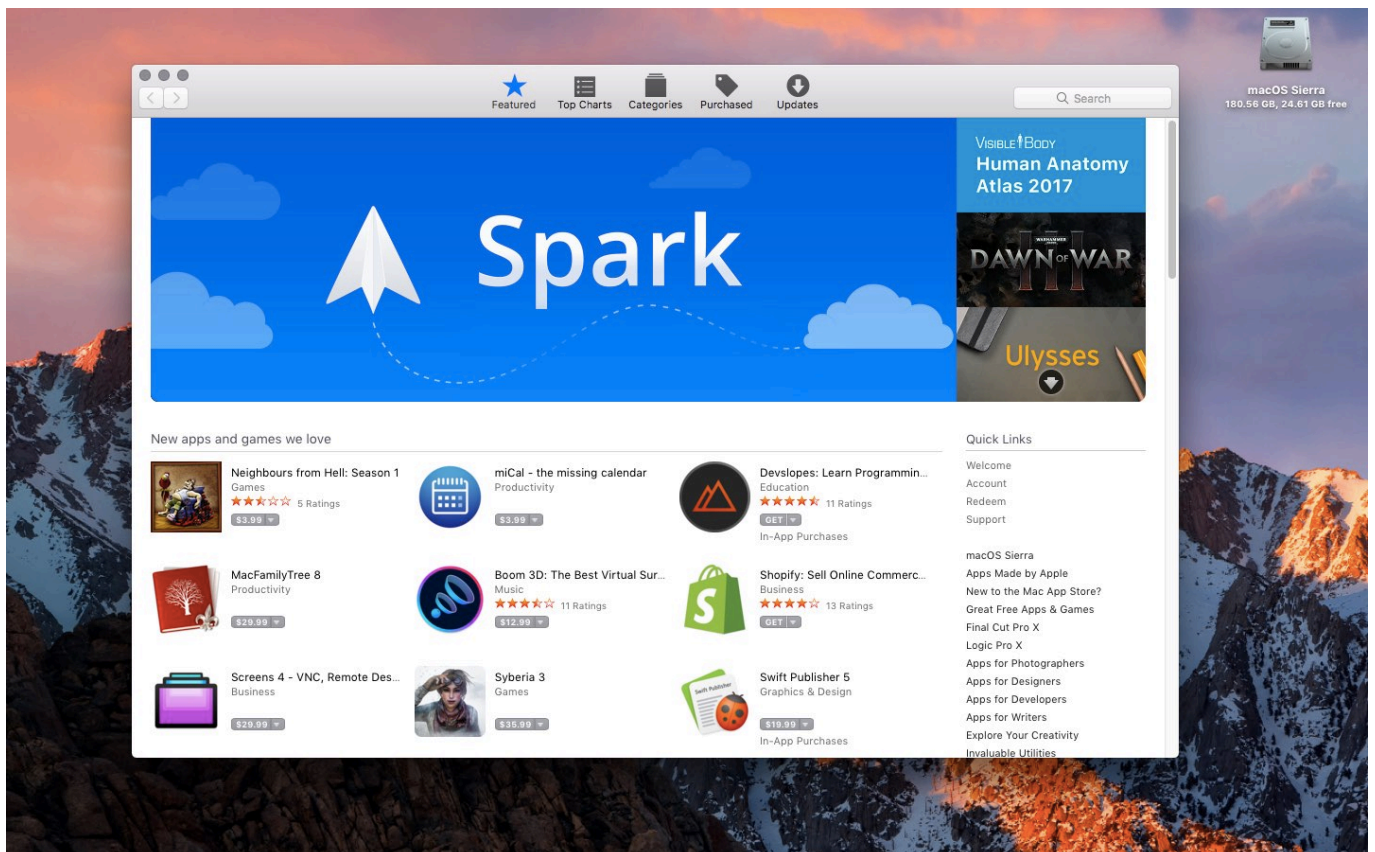 macOS Sierra
180.56 GB, 24.61 GB free
Featured
Top Charts
Categories
Purchased
Updates
Search
Spark
VISIBLE BODY
Human Anatomy
Atlas 2017
WARHAMMER
DAWN OF WAR
III
Ulysses
New apps and games we love
Neighbours from Hell: Season 1
Games
5 Ratings
$3.99
miCal - the missing calendar
Productivity
$3.99
Devslopes: Learn Programmin...
Education
11 Ratings
GET
In-App Purchases
MacFamilyTree 8
Productivity
$29.99
Boom 3D: The Best Virtual Sur...
Music
11 Ratings
$12.99
S
Shopify: Sell Online Commerc...
Business
13 Ratings
GET
Screens 4 - VNC, Remote Des...
Business
$29.99
Syberia 3
Games
$35.99
Swift Publisher
Swift Publisher 5
Graphics & Design
$19.99
In-App Purchases
Quick Links
Welcome
Account
Redeem
Support
macOS Sierra
Apps Made by Apple
New to the Mac App Store?
Great Free Apps & Games
Final Cut Pro X
Logic Pro X
Apps for Photographers
Apps for Designers
Apps for Developers
Apps for Writers
Explore Your Creativity
Invaluable Utilities